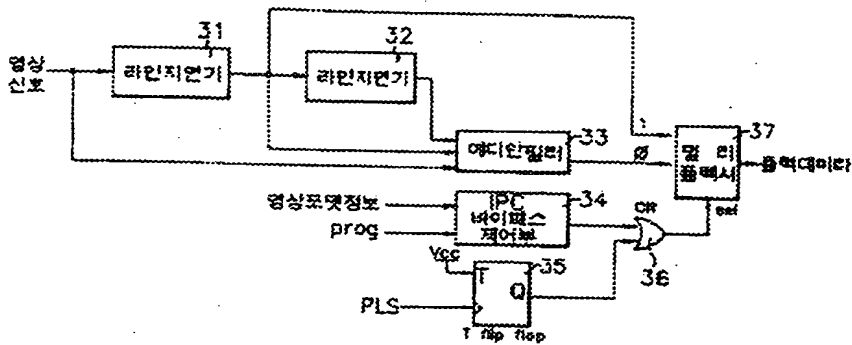 31
32
영상
신호
라인지연기
라인지연기
33
메디안필터
1
0
37
멀 티
플렉서
출력데이타
sel
영상포맷정보
prog
IPC
바이패스
제어부
34
OR
36
Vcc
T
Q
35
PLS
T flip flop